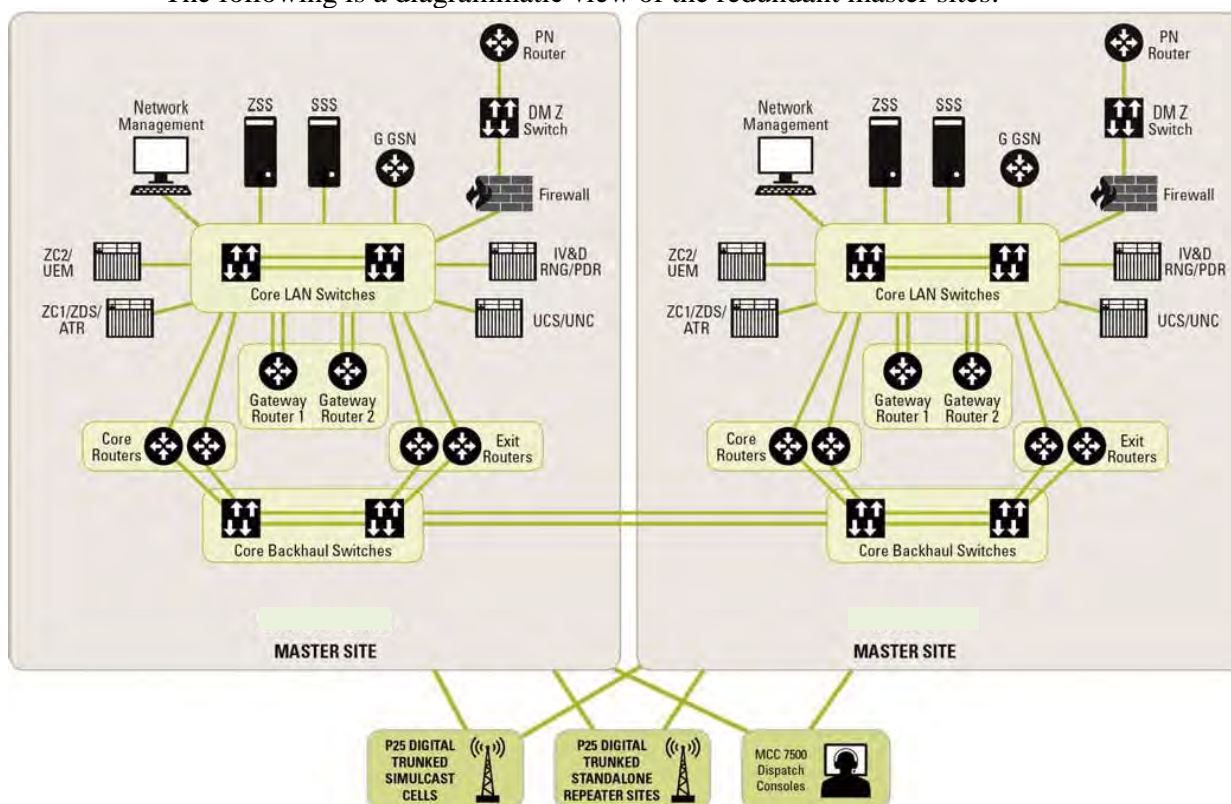 The following is a diagrammatic view of the redundant master sites.
PN
Router
DM Z
Switch
Firewall
Network
Management
ZSS
SSS
G GSN
ZC2/
UEM
ZC1/ZDS/
ATR
IV&D
RNG/PDR
UCS/UNC
Core LAN Switches
Gateway
Router 1
Gateway
Router 2
Core
Routers
Exit
Routers
Core Backhaul Switches
MASTER SITE
PN
Router
DM Z
Switch
Firewall
Network
Management
ZSS
SSS
G GSN
ZC2/
UEM
ZC1/ZDS/
ATR
IV&D
RNG/PDR
UCS/UNC
Core LAN Switches
Gateway
Router 1
Gateway
Router 2
Core
Routers
Exit
Routers
Core Backhaul Switches
MASTER SITE
P25 DIGITAL
TRUNKED
SIMULCAST
CELLS
P25 DIGITAL
TRUNKED
STANDALONE
REPEATER SITES
MCC 7500
Dispatch
Consoles